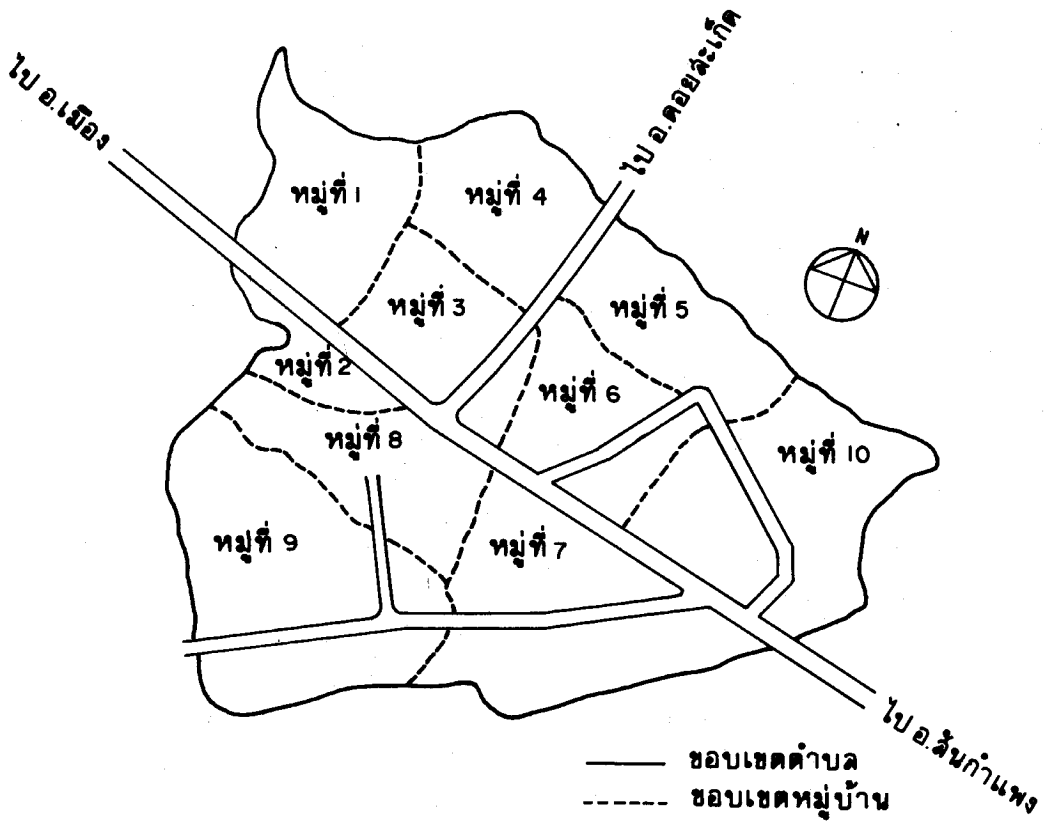 ไป อ.เมือง
ไป อ.ดอยสะเก็ด
หมู่ที่ 1
หมู่ที่ 4
N
หมู่ที่ 3
หมู่ที่ 5
หมู่ที่ 2
หมู่ที่ 6
หมู่ที่ 8
หมู่ที่ 10
หมู่ที่ 9
หมู่ที่ 7
ไป อ.สันกำแพง
ขอบเขตตำบล
ขอบเขตหมู่บ้าน